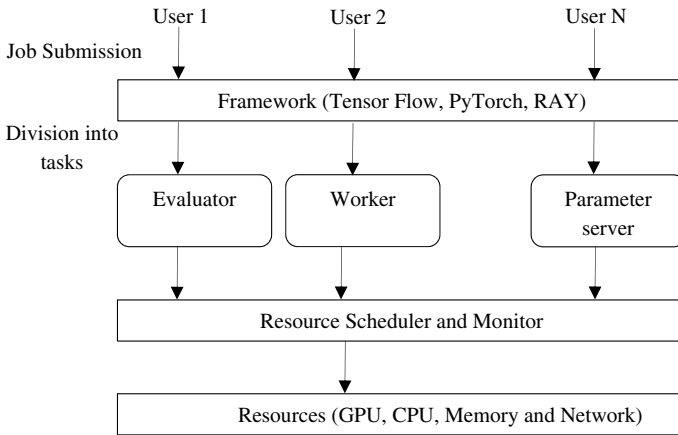 User 1
User 2
User N
Job Submission
Framework (Tensor Flow, PyTorch, RAY)
Division into
tasks
Evaluator
Worker
Parameter
server
Resource Scheduler and Monitor
Resources (GPU, CPU, Memory and Network)